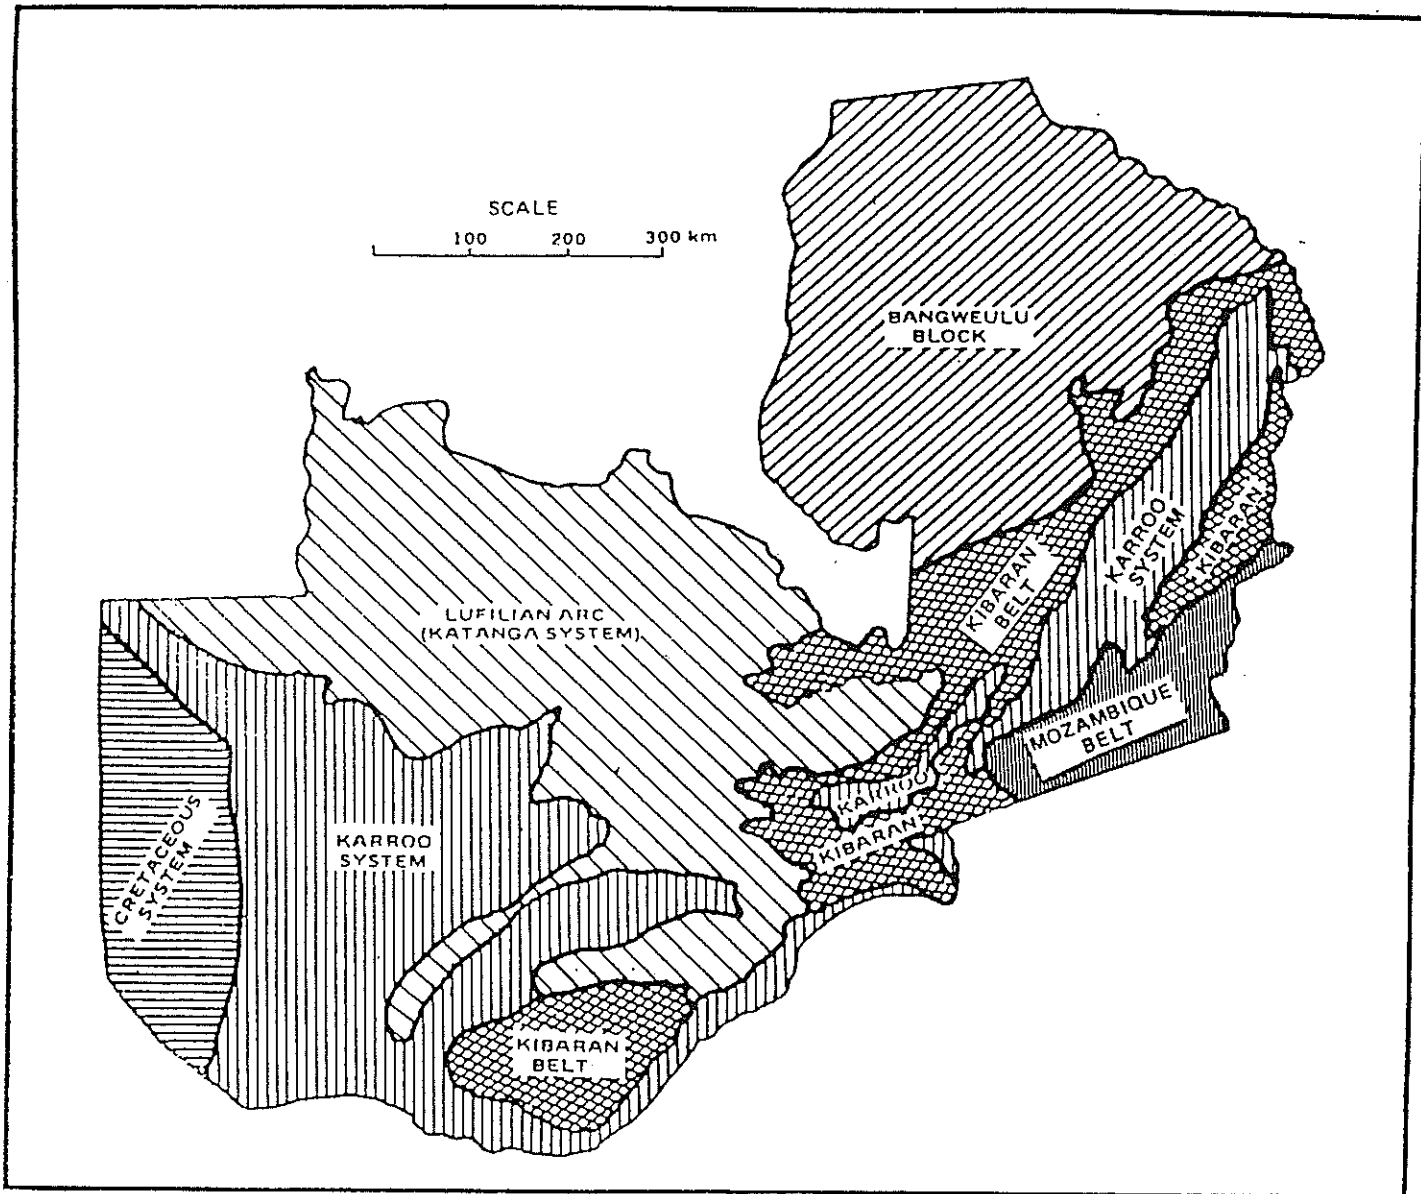 SCALE
100 200 300 km
BANGWEULU
BLOCK
KARROO
SYSTEM
KIBARAN
KIBARAN
BELT
LUFILIAN ARC
(KATANGA SYSTEM)
MOZAMBIQUE
BELT
KARROO
KIBARAN
CRETACEOUS
SYSTEM
KARROO
SYSTEM
KIBARAN
BELT